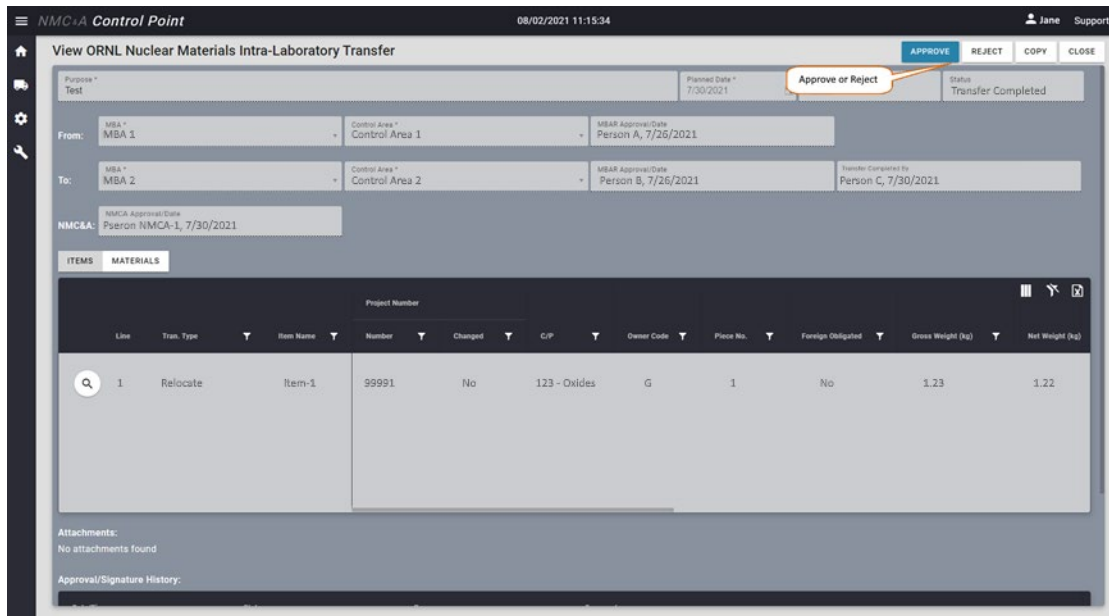 NMC&A Control Point 08/02/2021 11:15:34 Jane Support
View ORNL Nuclear Materials Intra-Laboratory Transfer APPROVE REJECT COPY CLOSE
Approve or Reject
Purpose * Planned Date * Status
Test 7/30/2021 Transfer Completed
MBA * Control Area * MBAR Approval/Date
From: MBA 1 Control Area 1 Person A, 7/26/2021
MBA * Control Area * MBAR Approval/Date Transfer Completed By
To: MBA 2 Control Area 2 Person B, 7/26/2021 Person C, 7/30/2021
NMCA Approval/Date
NMC&A: Pseron NMCA-1, 7/30/2021
ITEMS MATERIALS
Project Number
Line Tran. Type Item Name Number Changed C/P Owner Code Piece No. Foreign Obligated Gross Weight (kg) Net Weight (kg)
1 Relocate Item-1 99991 No 123 - Oxides G 1 No 1.23 1.22
Attachments:
No attachments found
Approval/Signature History: